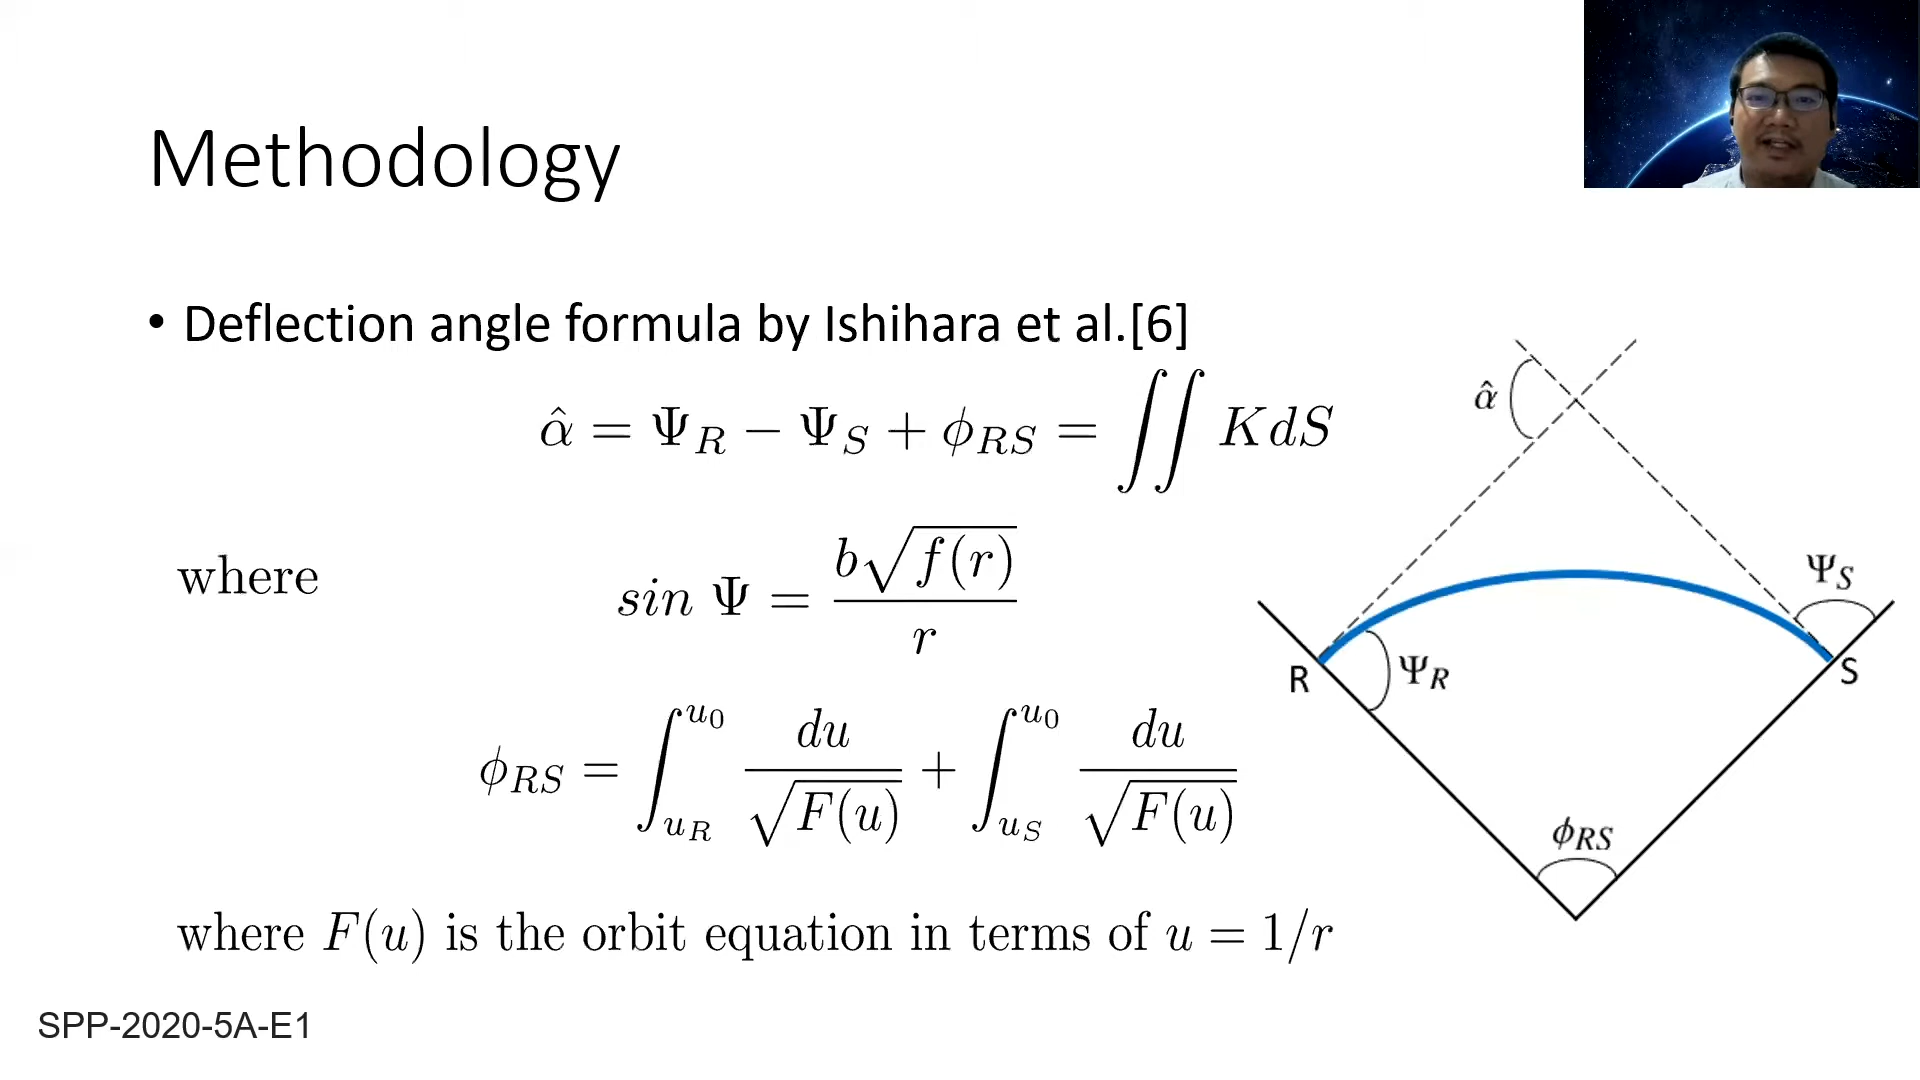 Methodology
• Deflection angle formula by Ishihara et al.[6]
α̂ = Ψ_R − Ψ_S + ϕ_RS = ∬ KdS
where
sin Ψ = b√f(r) / r
ϕ_RS = ∫_{u_R}^{u_0} du/√F(u) + ∫_{u_S}^{u_0} du/√F(u)
where F(u) is the orbit equation in terms of u = 1/r
α̂
Ψ_S
R
Ψ_R
S
ϕ_RS
SPP-2020-5A-E1